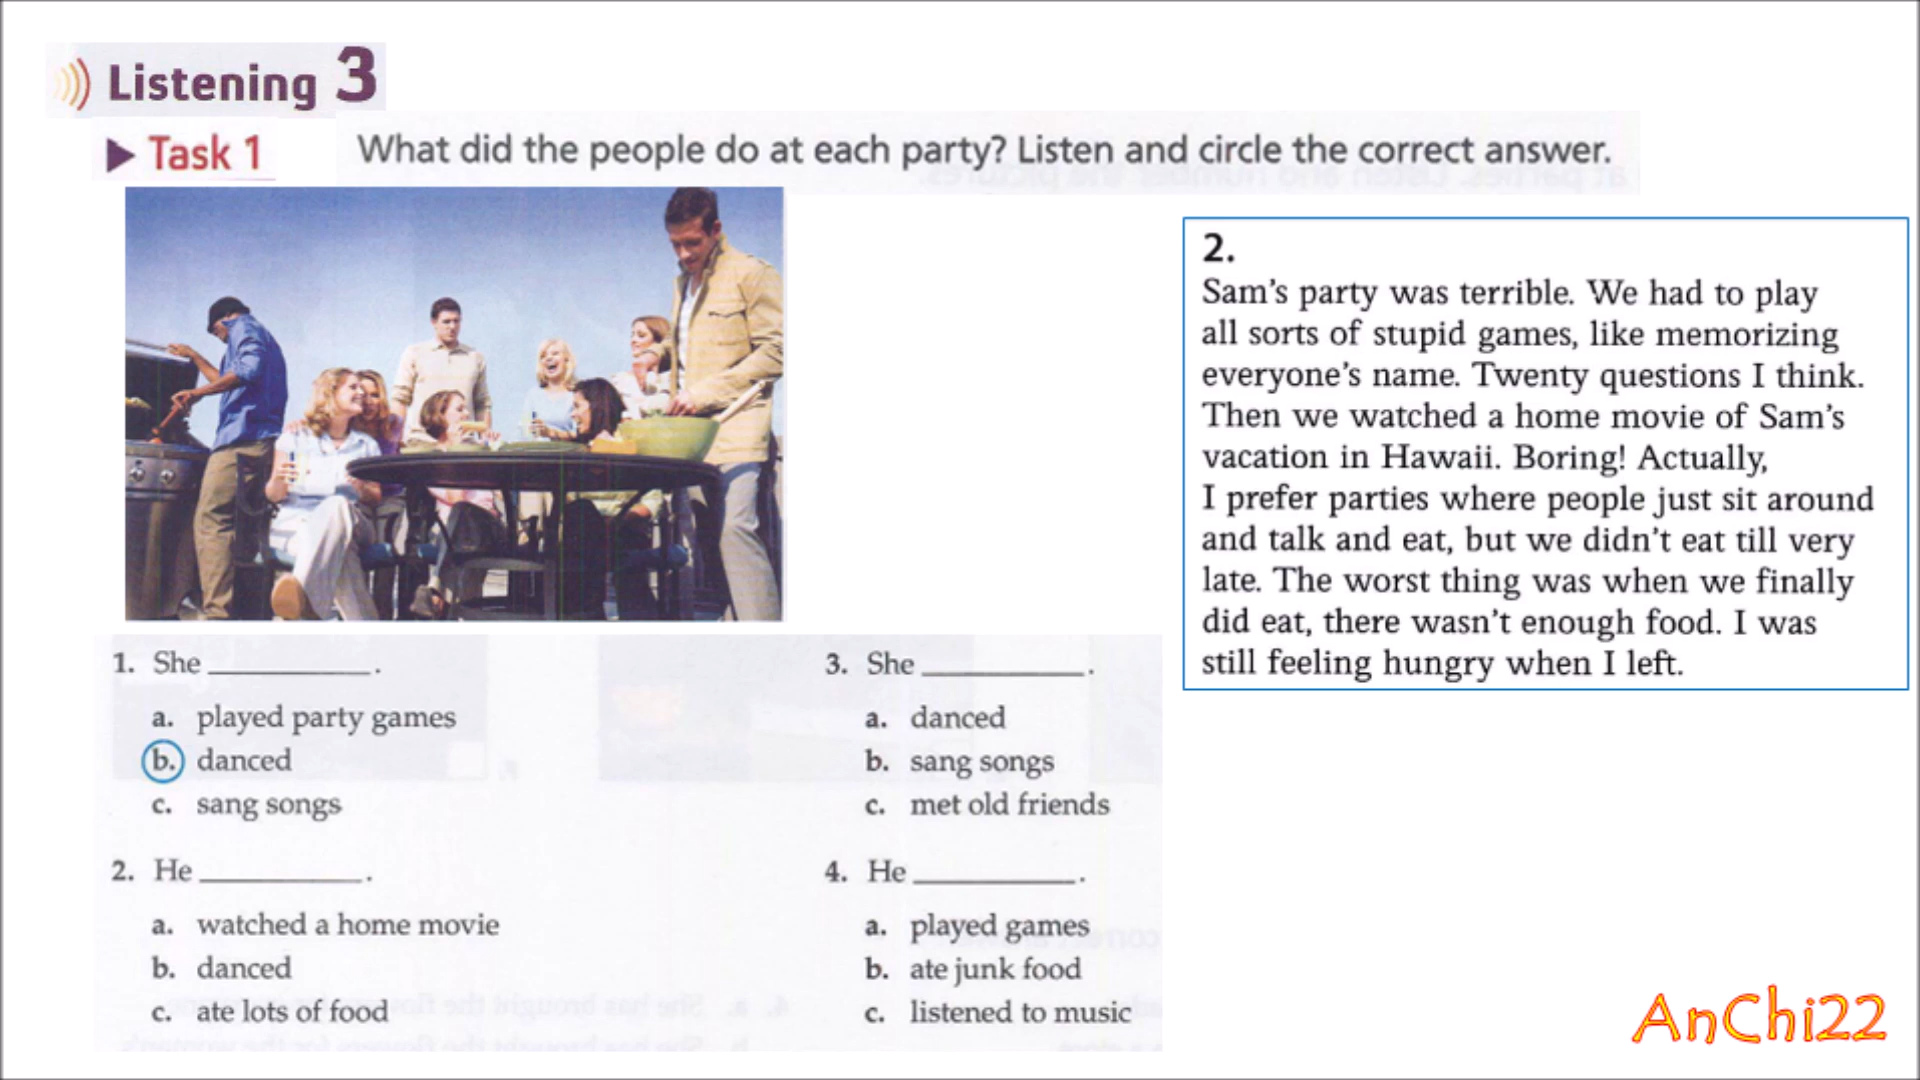 Listening 3
Task 1 What did the people do at each party? Listen and circle the correct answer.
2.
Sam's party was terrible. We had to play
all sorts of stupid games, like memorizing
everyone's name. Twenty questions I think.
Then we watched a home movie of Sam's
vacation in Hawaii. Boring! Actually,
I prefer parties where people just sit around
and talk and eat, but we didn't eat till very
late. The worst thing was when we finally
did eat, there wasn't enough food. I was
still feeling hungry when I left.
1. She ___________ .
a. played party games
b. danced
c. sang songs
2. He ___________ .
a. watched a home movie
b. danced
c. ate lots of food
3. She ___________ .
a. danced
b. sang songs
c. met old friends
4. He ___________ .
a. played games
b. ate junk food
c. listened to music
AnChi22